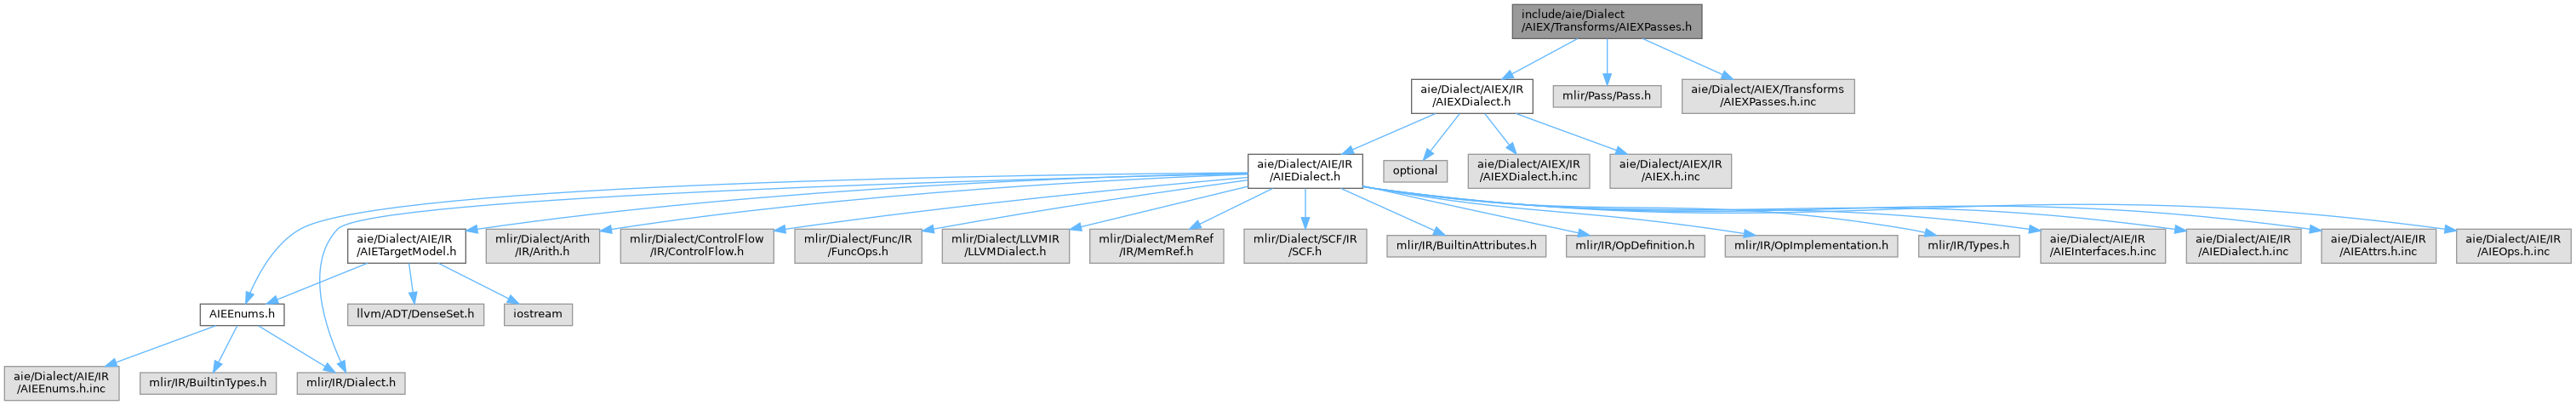 include/aie/Dialect
/AIEX/Transforms/AIEXPasses.h
aie/Dialect/AIEX/IR
/AIEXDialect.h
mlir/Pass/Pass.h
aie/Dialect/AIEX/Transforms
/AIEXPasses.h.inc
aie/Dialect/AIE/IR
/AIEDialect.h
optional
aie/Dialect/AIEX/IR
/AIEXDialect.h.inc
aie/Dialect/AIEX/IR
/AIEX.h.inc
aie/Dialect/AIE/IR
/AIETargetModel.h
mlir/Dialect/Arith
/IR/Arith.h
mlir/Dialect/ControlFlow
/IR/ControlFlow.h
mlir/Dialect/Func/IR
/FuncOps.h
mlir/Dialect/LLVMIR
/LLVMDialect.h
mlir/Dialect/MemRef
/IR/MemRef.h
mlir/Dialect/SCF/IR
/SCF.h
mlir/IR/BuiltinAttributes.h
mlir/IR/OpDefinition.h
mlir/IR/OpImplementation.h
mlir/IR/Types.h
aie/Dialect/AIE/IR
/AIEInterfaces.h.inc
aie/Dialect/AIE/IR
/AIEDialect.h.inc
aie/Dialect/AIE/IR
/AIEAttrs.h.inc
aie/Dialect/AIE/IR
/AIEOps.h.inc
AIEEnums.h
llvm/ADT/DenseSet.h
iostream
aie/Dialect/AIE/IR
/AIEEnums.h.inc
mlir/IR/BuiltinTypes.h
mlir/IR/Dialect.h